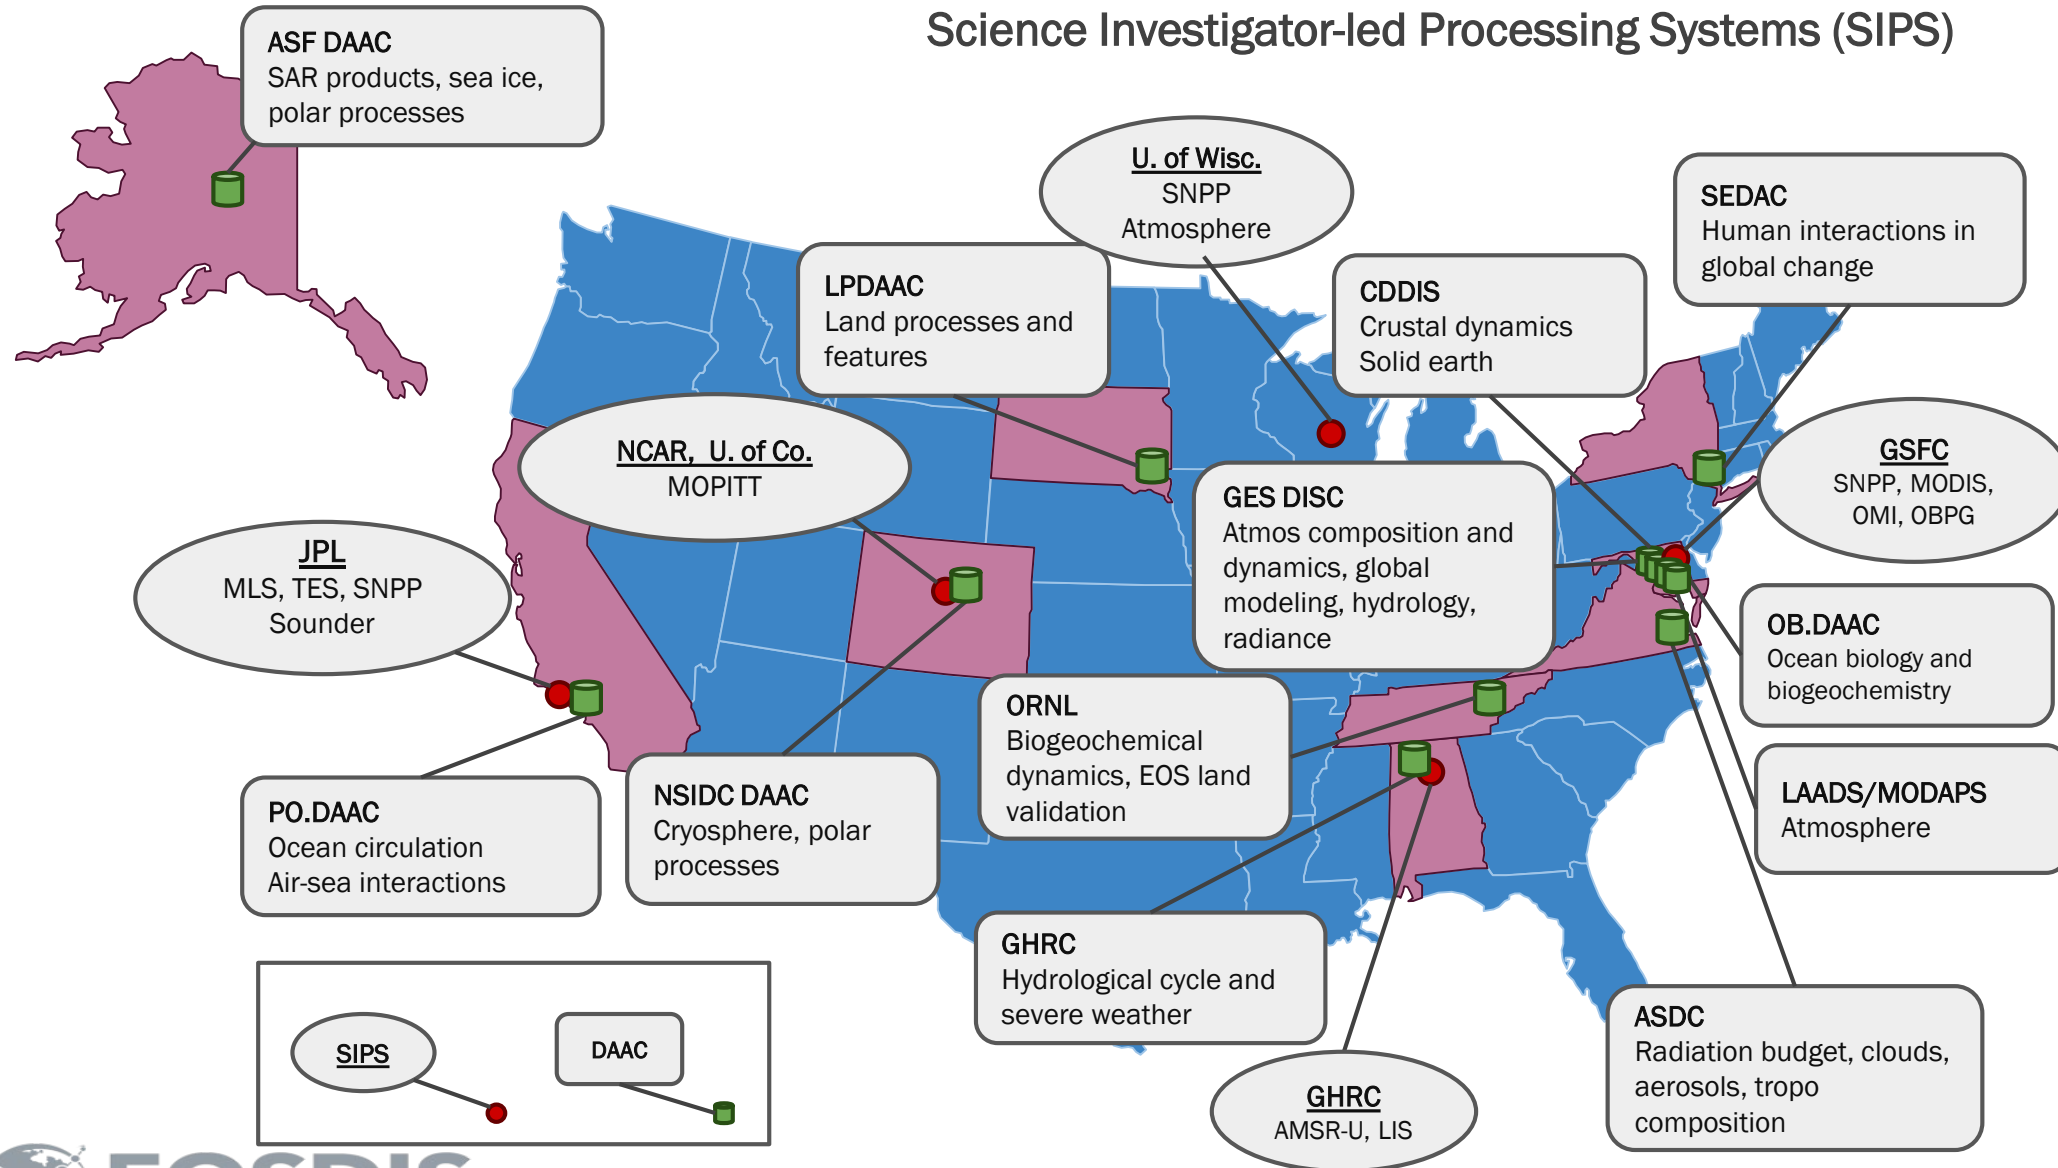 Science Investigator-led Processing Systems (SIPS)
ASF DAAC
SAR products, sea ice,
polar processes
U. of Wisc.
SNPP
Atmosphere
SEDAC
Human interactions in
global change
LPDAAC
Land processes and
features
CDDIS
Crustal dynamics
Solid earth
NCAR, U. of Co.
MOPITT
GSFC
SNPP, MODIS,
OMI, OBPG
GES DISC
Atmos composition and
dynamics, global
modeling, hydrology,
radiance
JPL
MLS, TES, SNPP
Sounder
OB.DAAC
Ocean biology and
biogeochemistry
ORNL
Biogeochemical
dynamics, EOS land
validation
PO.DAAC
Ocean circulation
Air-sea interactions
NSIDC DAAC
Cryosphere, polar
processes
LAADS/MODAPS
Atmosphere
GHRC
Hydrological cycle and
severe weather
ASDC
Radiation budget, clouds,
aerosols, tropo
composition
GHRC
AMSR-U, LIS
SIPS
DAAC
EOSDIS